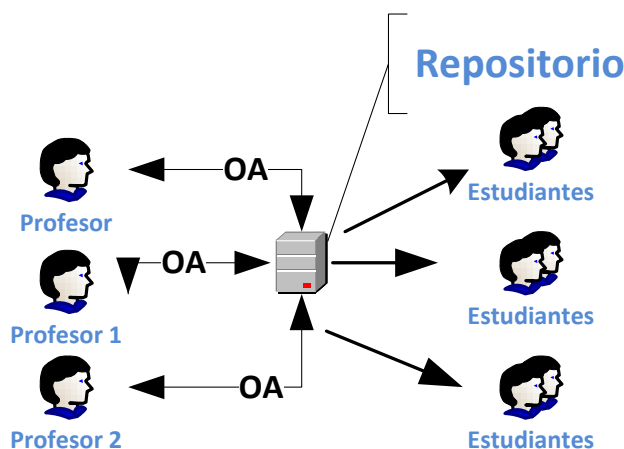 Repositorio
OA
Estudiantes
Profesor
OA
Profesor 1
Estudiantes
OA
Profesor 2
Estudiantes